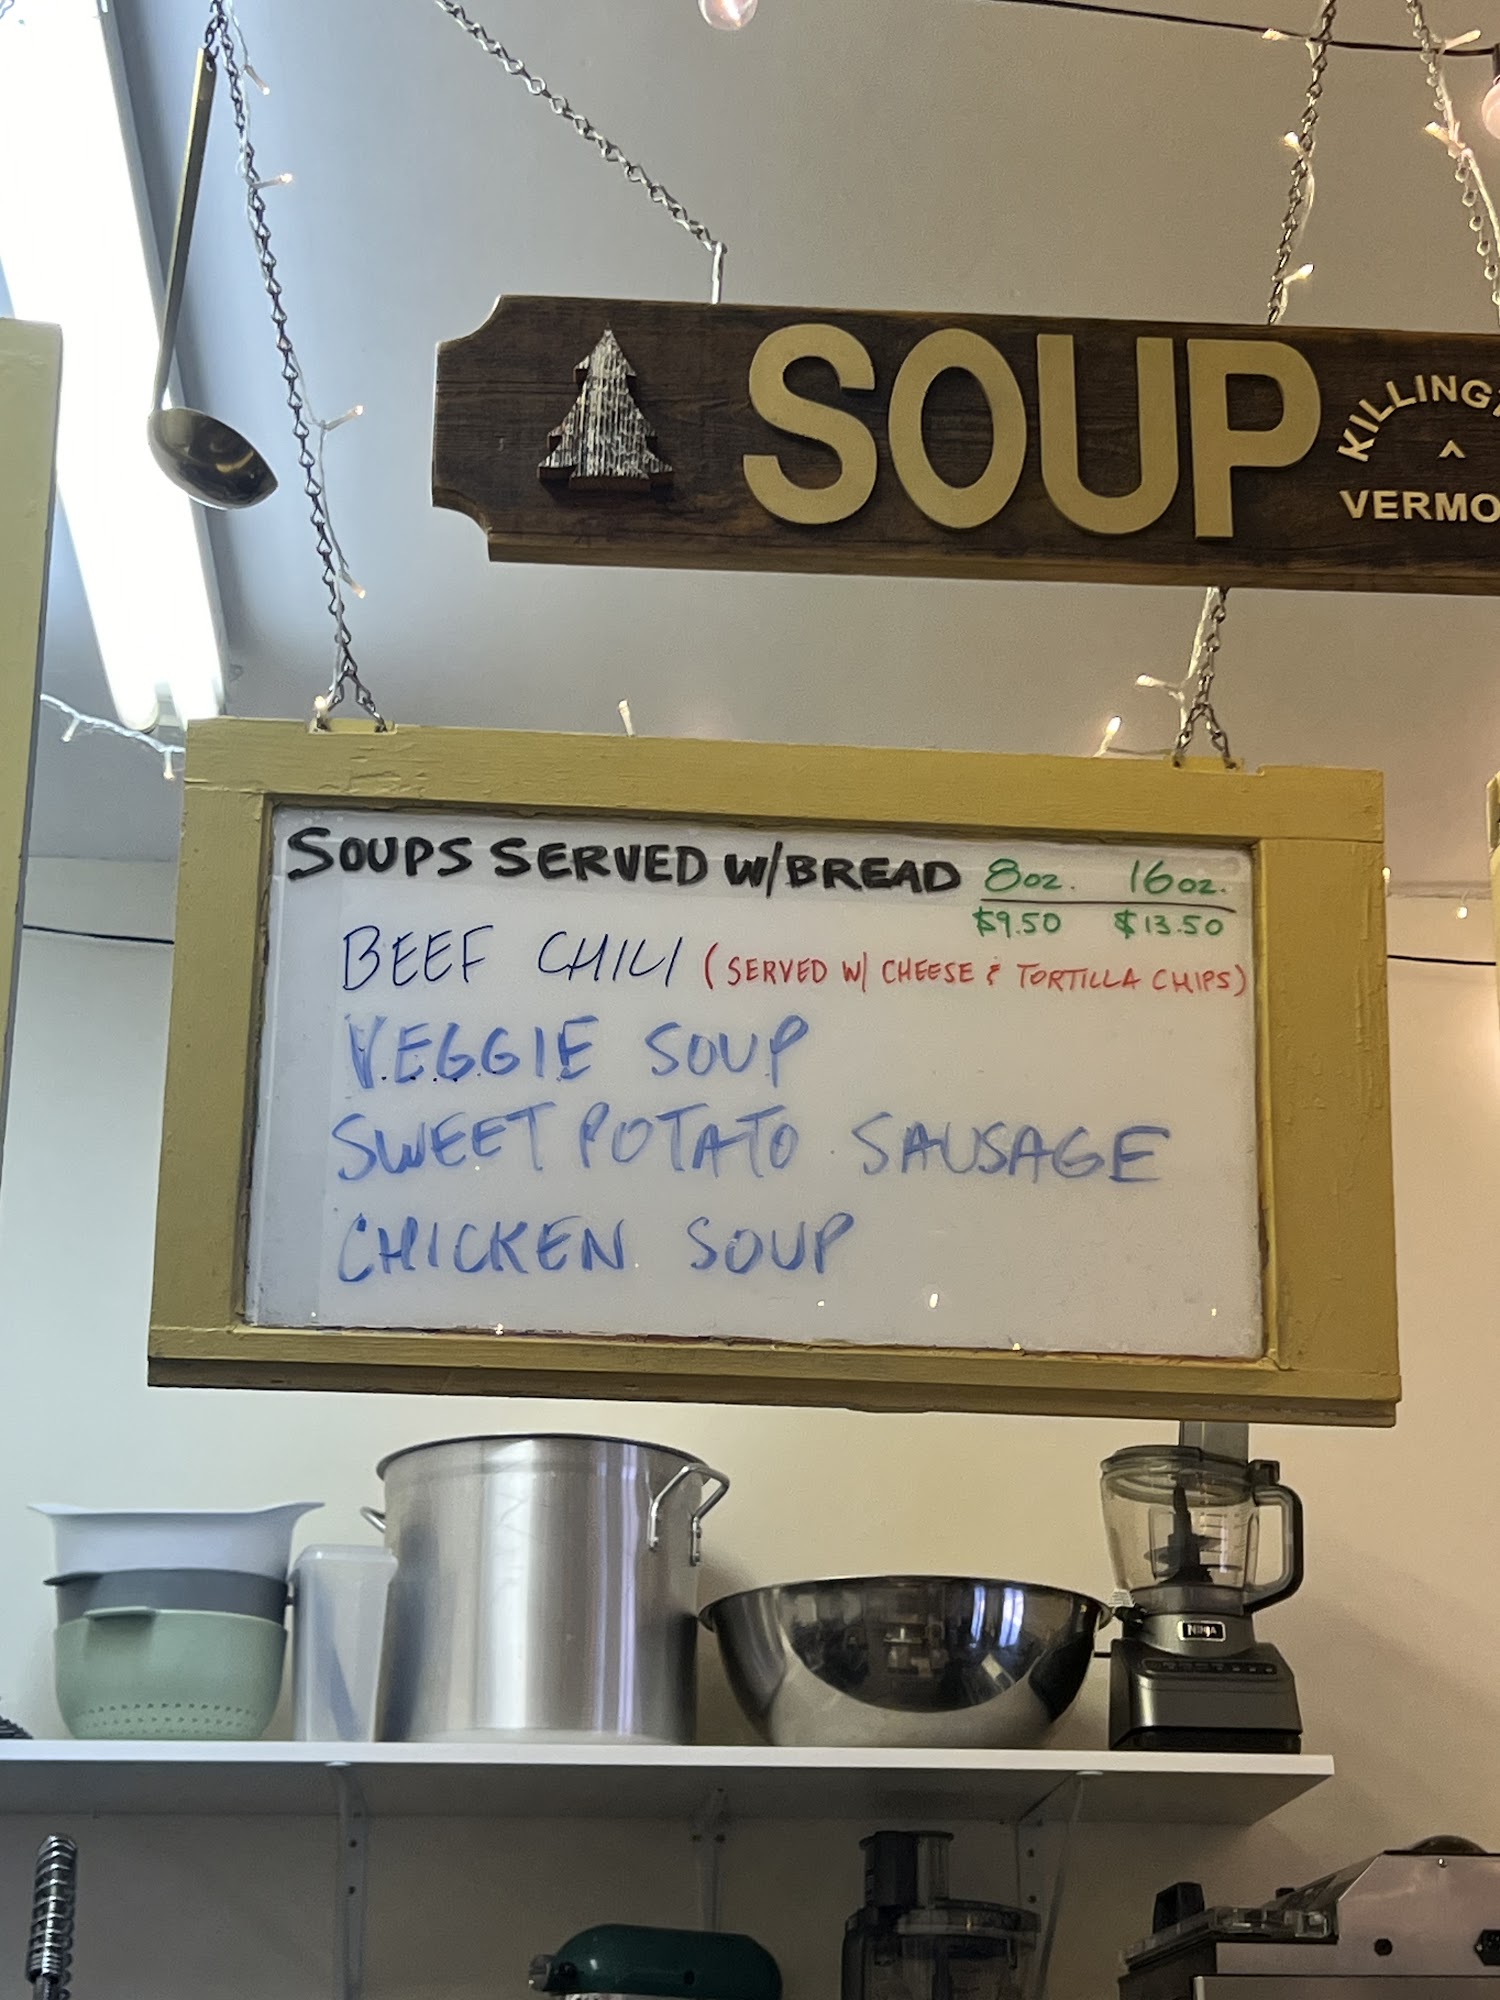 SOUP
KILLING
VERMO
SOUPS SERVED W/BREAD 8oz. 16oz.
$9.50 $13.50
BEEF CHILI (SERVED W/ CHEESE & TORTILLA CHIPS)
VEGGIE SOUP
SWEET POTATO SAUSAGE
CHICKEN SOUP
NINJA